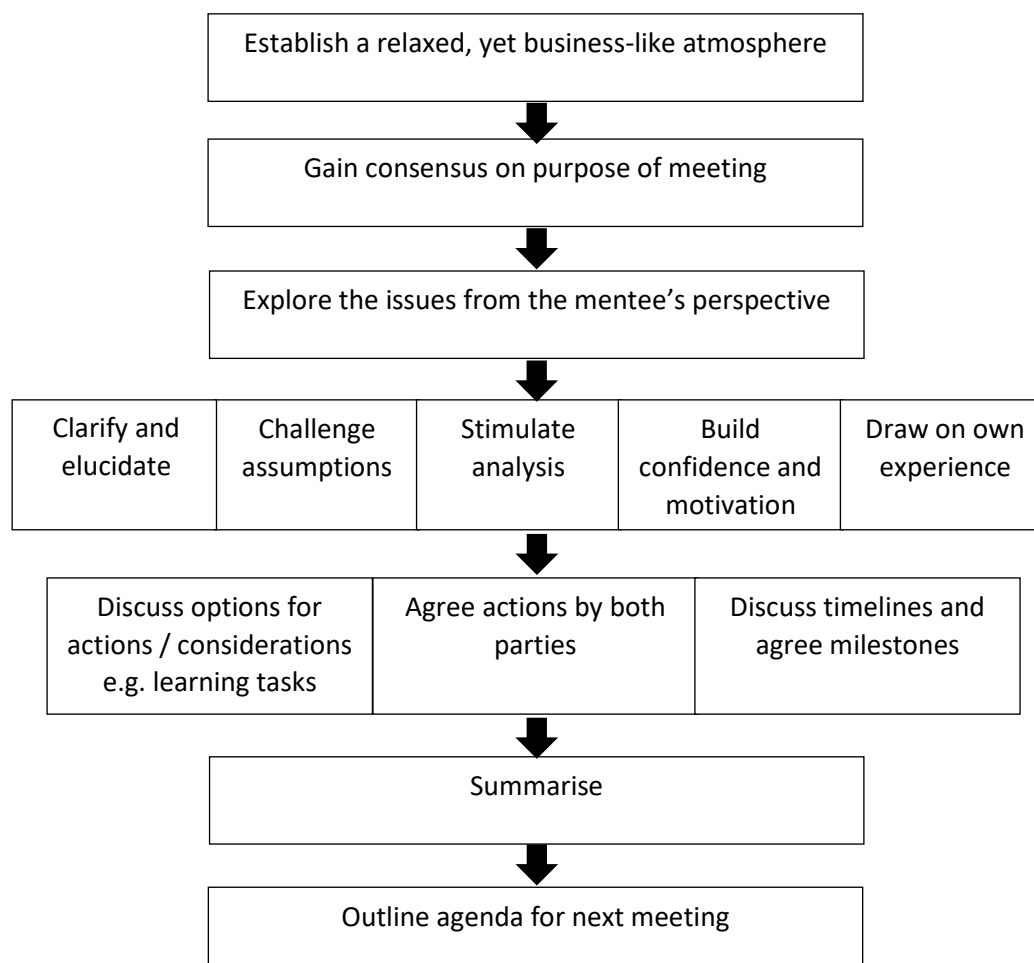 Establish a relaxed, yet business-like atmosphere
Gain consensus on purpose of meeting
Explore the issues from the mentee’s perspective
Clarify and
elucidate
Challenge
assumptions
Stimulate
analysis
Build
confidence and
motivation
Draw on own
experience
Discuss options for
actions / considerations
e.g. learning tasks
Agree actions by both
parties
Discuss timelines and
agree milestones
Summarise
Outline agenda for next meeting